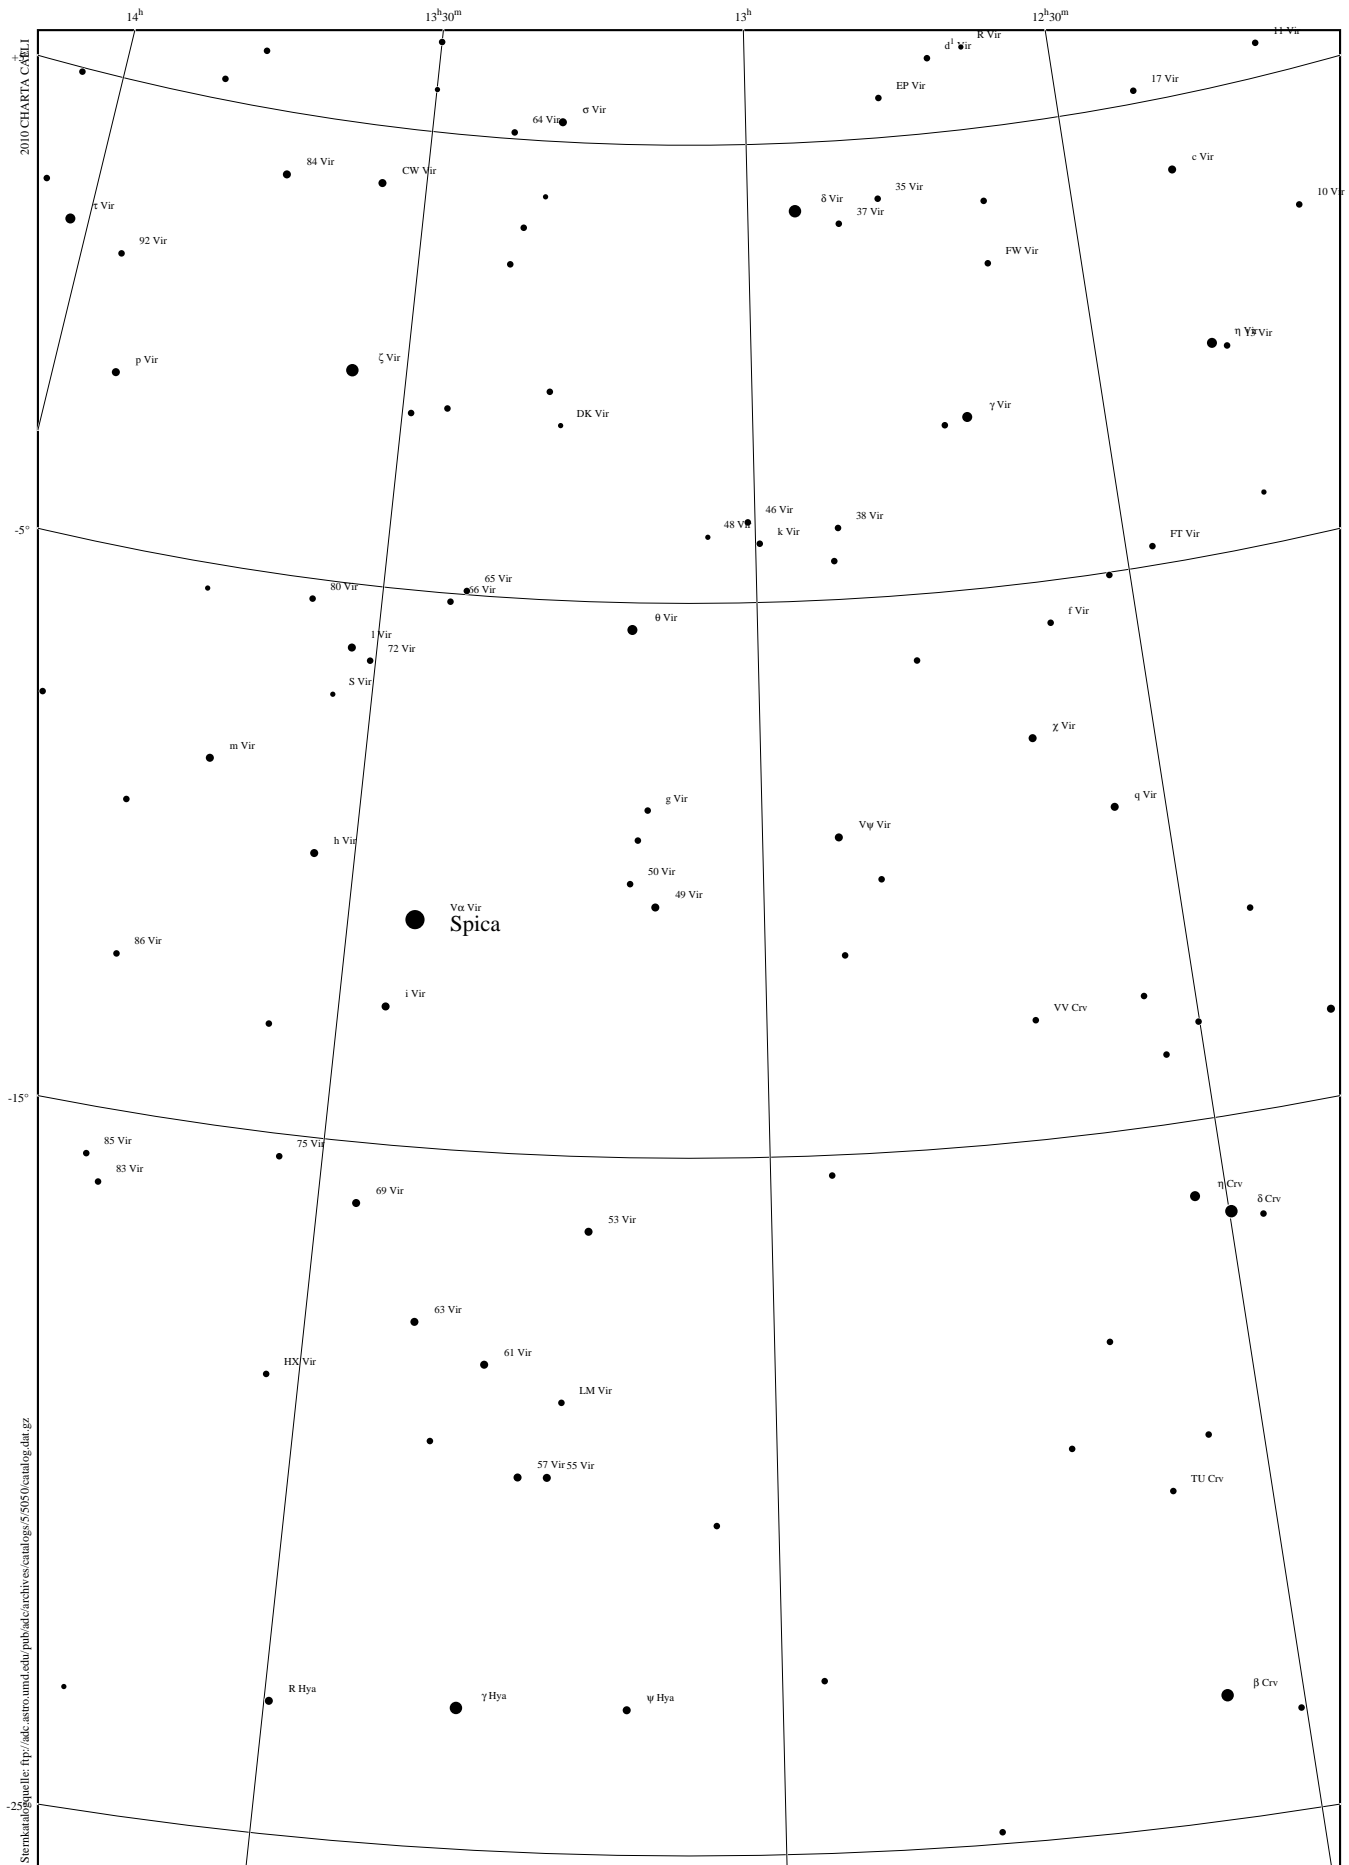 14h
13h30m
13h
12h30m
11 Vir
R Vir
d1 Vir
+5°
17 Vir
EP Vir
σ Vir
64 Vir
2010 CHARTA CAELI
84 Vir
CW Vir
c Vir
τ Vir
δ Vir
35 Vir
37 Vir
10 Vir
92 Vir
FW Vir
η Vir
13 Vir
p Vir
ζ Vir
γ Vir
DK Vir
46 Vir
48 Vir
k Vir
38 Vir
-5°
FT Vir
65 Vir
66 Vir
80 Vir
θ Vir
f Vir
l Vir
72 Vir
S Vir
χ Vir
m Vir
g Vir
q Vir
Vψ Vir
h Vir
50 Vir
49 Vir
Vα Vir
Spica
86 Vir
i Vir
VV Crv
-15°
85 Vir
75 Vir
83 Vir
69 Vir
η Crv
δ Crv
53 Vir
63 Vir
61 Vir
HX Vir
LM Vir
57 Vir
55 Vir
TU Crv
R Hya
γ Hya
ψ Hya
β Crv
-25°
Sternkatalogquelle: ftp://adc.astro.umd.edu/pub/adc/archives/catalogs/5/5050/catalog.dat.gz